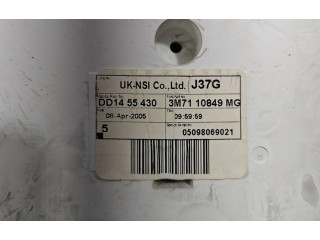 UK-NSI Co.,Ltd. J37G
DD14 55 430 3M71 10849 MG
06-Apr-2005 09:59:59
5 05098069021